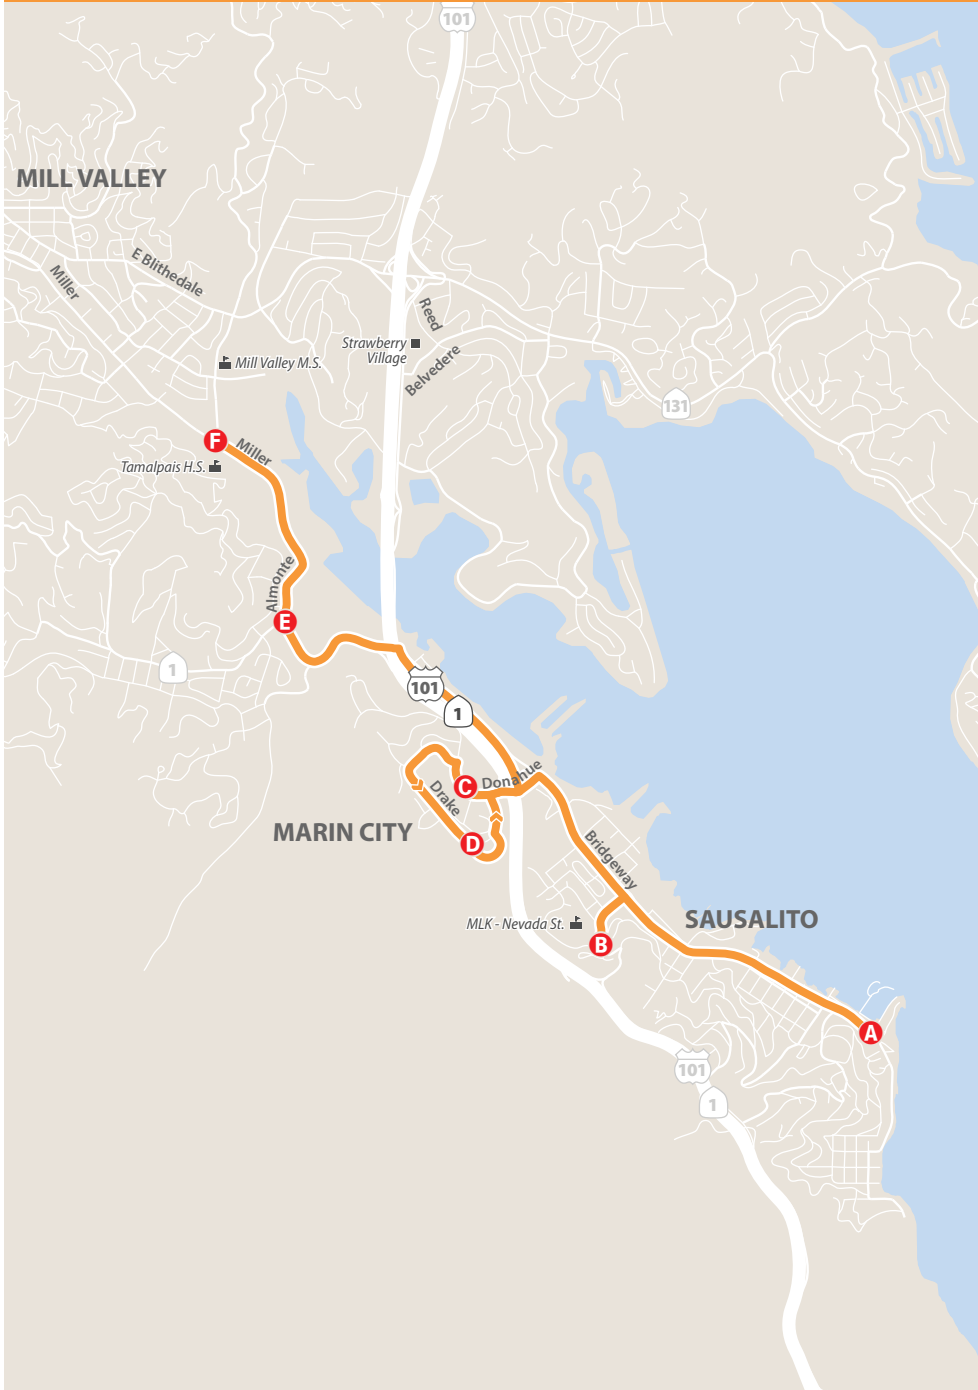 101
MILL VALLEY
E Blithedale
Miller
Reed
Strawberry
Village
Belvedere
Mill Valley M.S.
131
F
Miller
Tamalpais H.S.
Almonte
E
1
101
1
C
Donahue
Drake
MARIN CITY
D
Bridgeway
MLK - Nevada St.
SAUSALITO
B
A
101
1